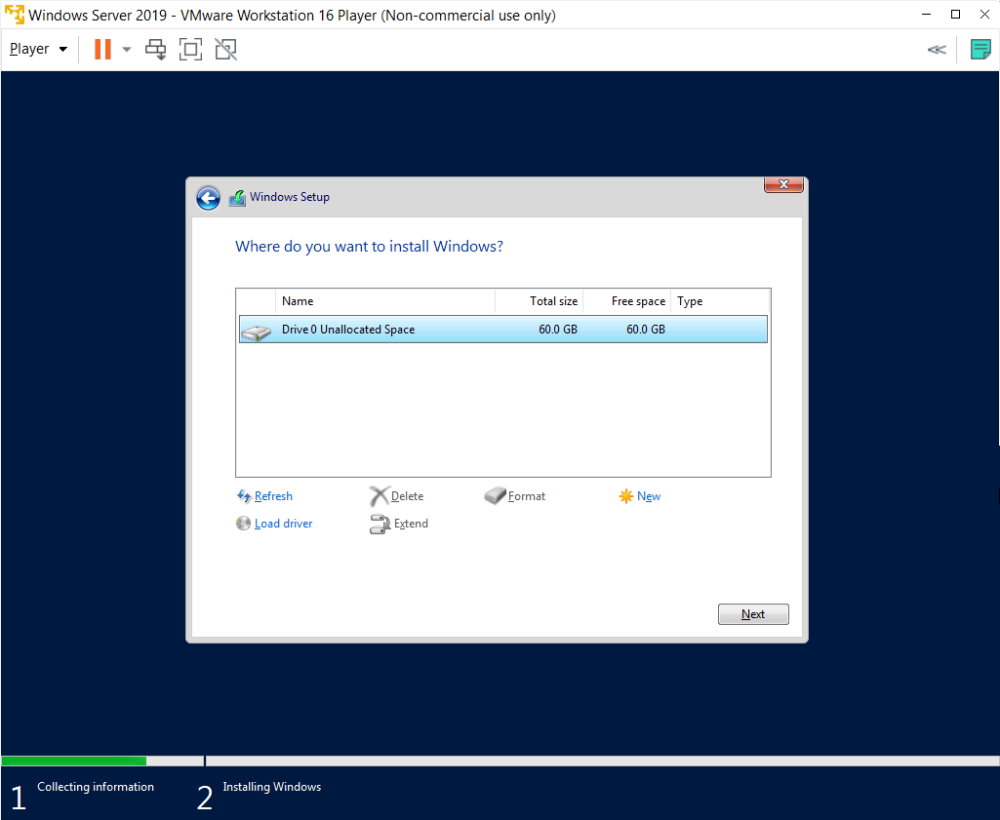 Windows Server 2019 - VMware Workstation 16 Player (Non-commercial use only)
Player
Windows Setup
Where do you want to install Windows?
Name Total size Free space Type
Drive 0 Unallocated Space 60.0 GB 60.0 GB
Refresh Delete Format New
Load driver Extend
Next
1 Collecting information 2 Installing Windows